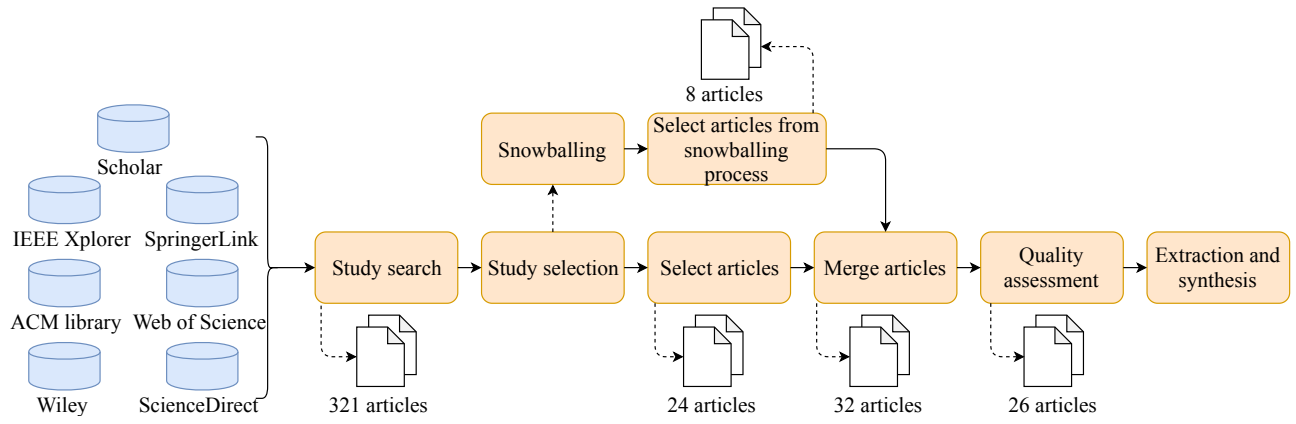 8 articles
Scholar
Snowballing
Select articles from
snowballing
process
IEEE Xplorer
SpringerLink
Study search
Study selection
Select articles
Merge articles
Quality
assessment
Extraction and
synthesis
ACM library
Web of Science
Wiley
ScienceDirect
321 articles
24 articles
32 articles
26 articles